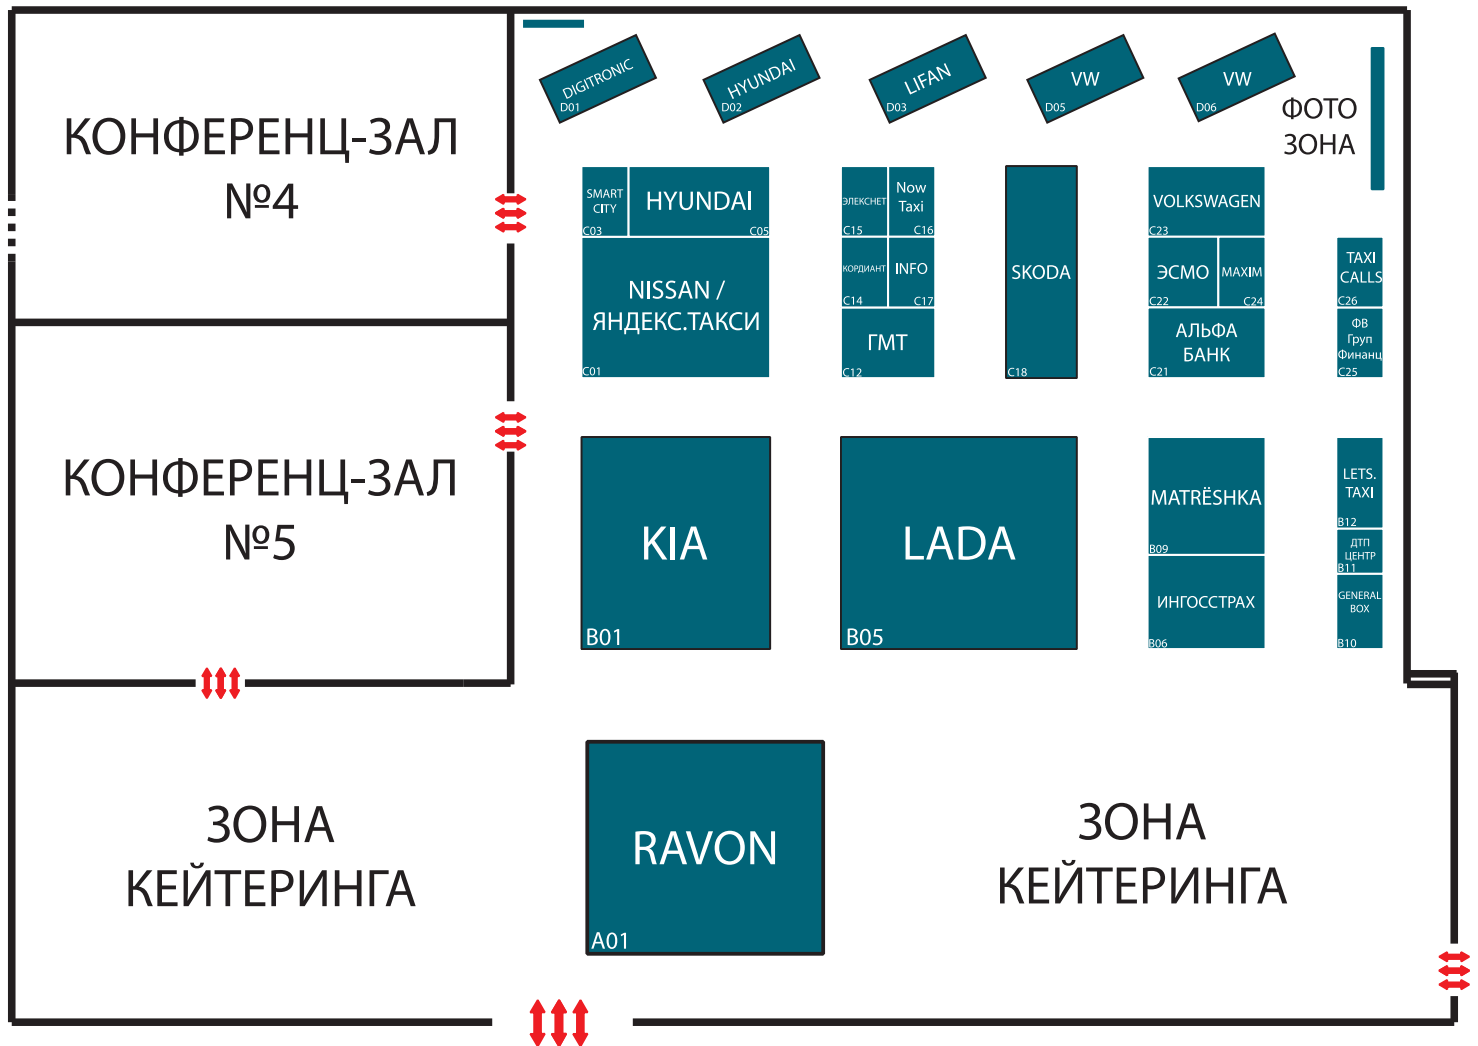 КОНФЕРЕНЦ-ЗАЛ
№4
КОНФЕРЕНЦ-ЗАЛ
№5
ЗОНА
КЕЙТЕРИНГА
DIGITRONIC
D01
HYUNDAI
D02
LIFAN
D03
VW
D05
VW
D06
ФОТО
ЗОНА
SMART
CITY
C03
HYUNDAI
C05
NISSAN /
ЯНДЕКС.ТАКСИ
C01
ЭЛЕКСНЕТ
C15
Now
Taxi
C16
КОРДИАНТ
C14
INFO
C17
ГМТ
C12
SKODA
C18
VOLKSWAGEN
C23
ЭСМО
C22
MAXIM
C24
АЛЬФА
БАНК
C21
TAXI
CALLS
C26
ФВ
Груп
Финанц
C25
KIA
B01
LADA
B05
MATRЁSHKA
B09
ИНГОССТРАХ
B06
LETS.
TAXI
B12
ДТП
ЦЕНТР
B11
GENERAL
BOX
B10
RAVON
A01
ЗОНА
КЕЙТЕРИНГА